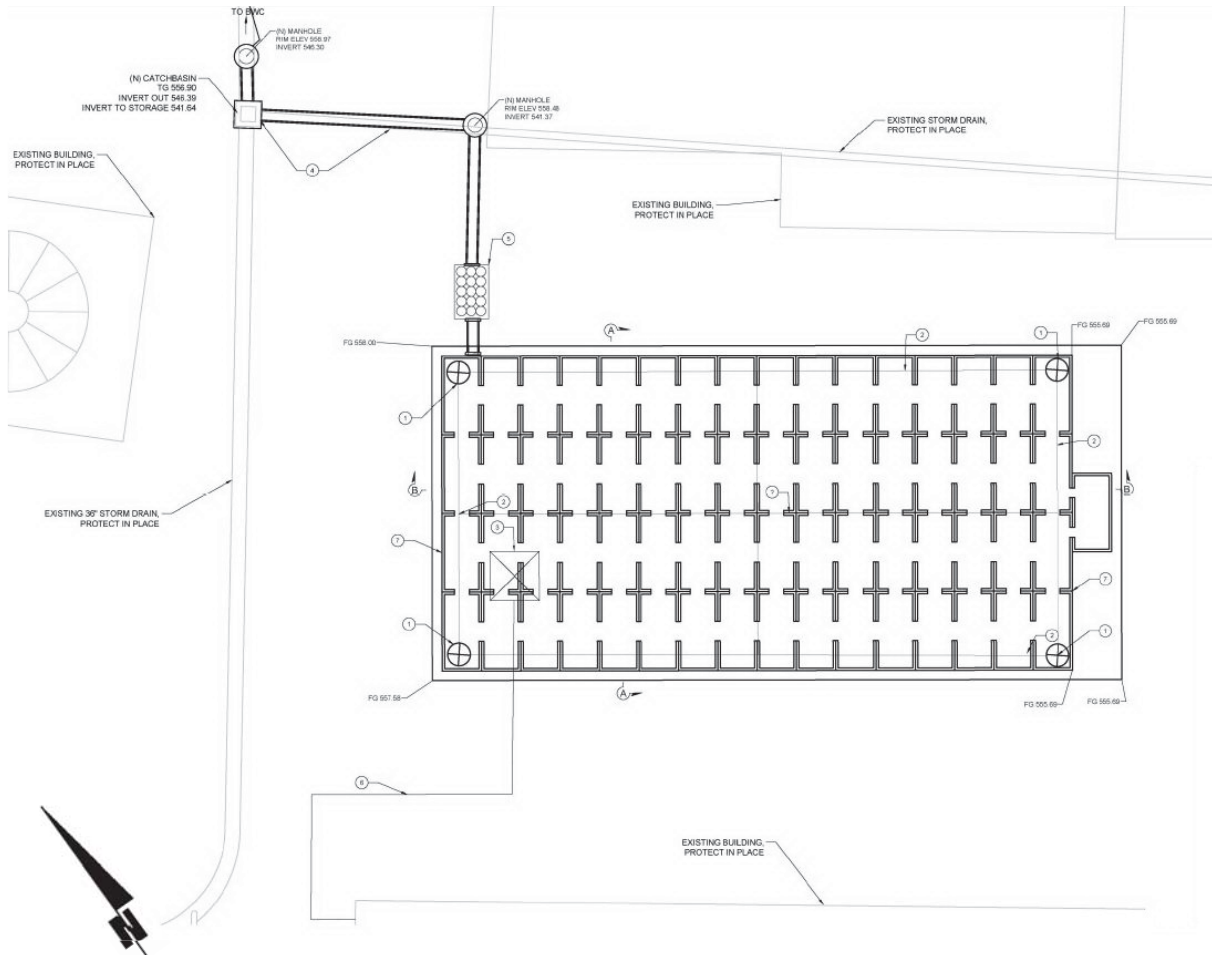 TO BWC
(N) MANHOLE
RIM ELEV 556.97
INVERT 546.30
(N) CATCHBASIN
TG 556.90
INVERT OUT 546.39
INVERT TO STORAGE 541.64
(N) MANHOLE
RIM ELEV 558.48
INVERT 541.37
EXISTING STORM DRAIN,
PROTECT IN PLACE
EXISTING BUILDING,
PROTECT IN PLACE
4
EXISTING BUILDING,
PROTECT IN PLACE
5
FG 558.00
A
2
1
FG 555.69
FG 555.69
1
2
B
2
3
?
B
EXISTING 36" STORM DRAIN,
PROTECT IN PLACE
7
7
1
2
1
FG 557.58
A
FG 555.69
FG 555.69
6
EXISTING BUILDING,
PROTECT IN PLACE
N